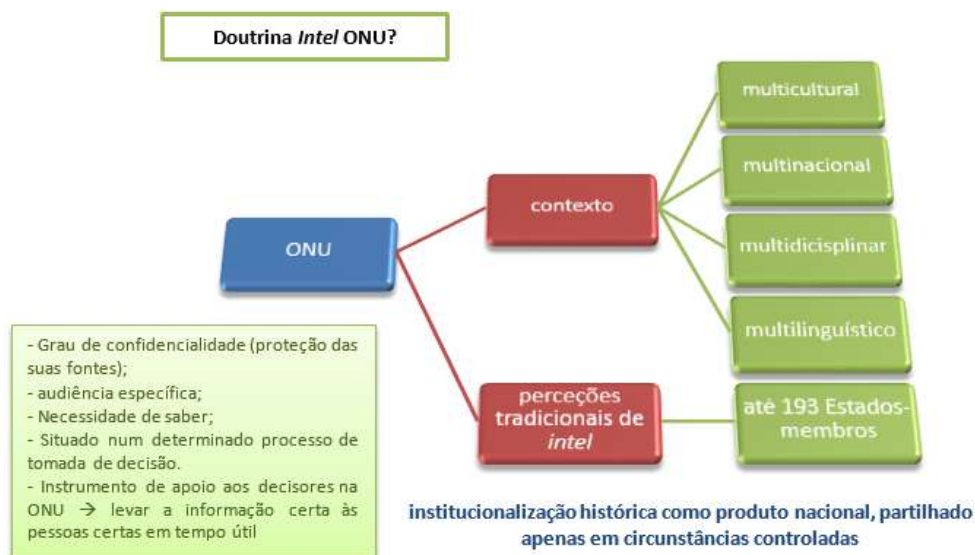 Doutrina Intel ONU?
multicultural
multinacional
contexto
multidicisplinar
ONU
multilinguístico
perceções
tradicionais de
intel
até 193 Estados-
membros
- Grau de confidencialidade (proteção das
suas fontes);
- audiência específica;
- Necessidade de saber;
- Situado num determinado processo de
tomada de decisão.
- Instrumento de apoio aos decisores na
ONU → levar a informação certa às
pessoas certas em tempo útil
institucionalização histórica como produto nacional, partilhado
apenas em circunstâncias controladas